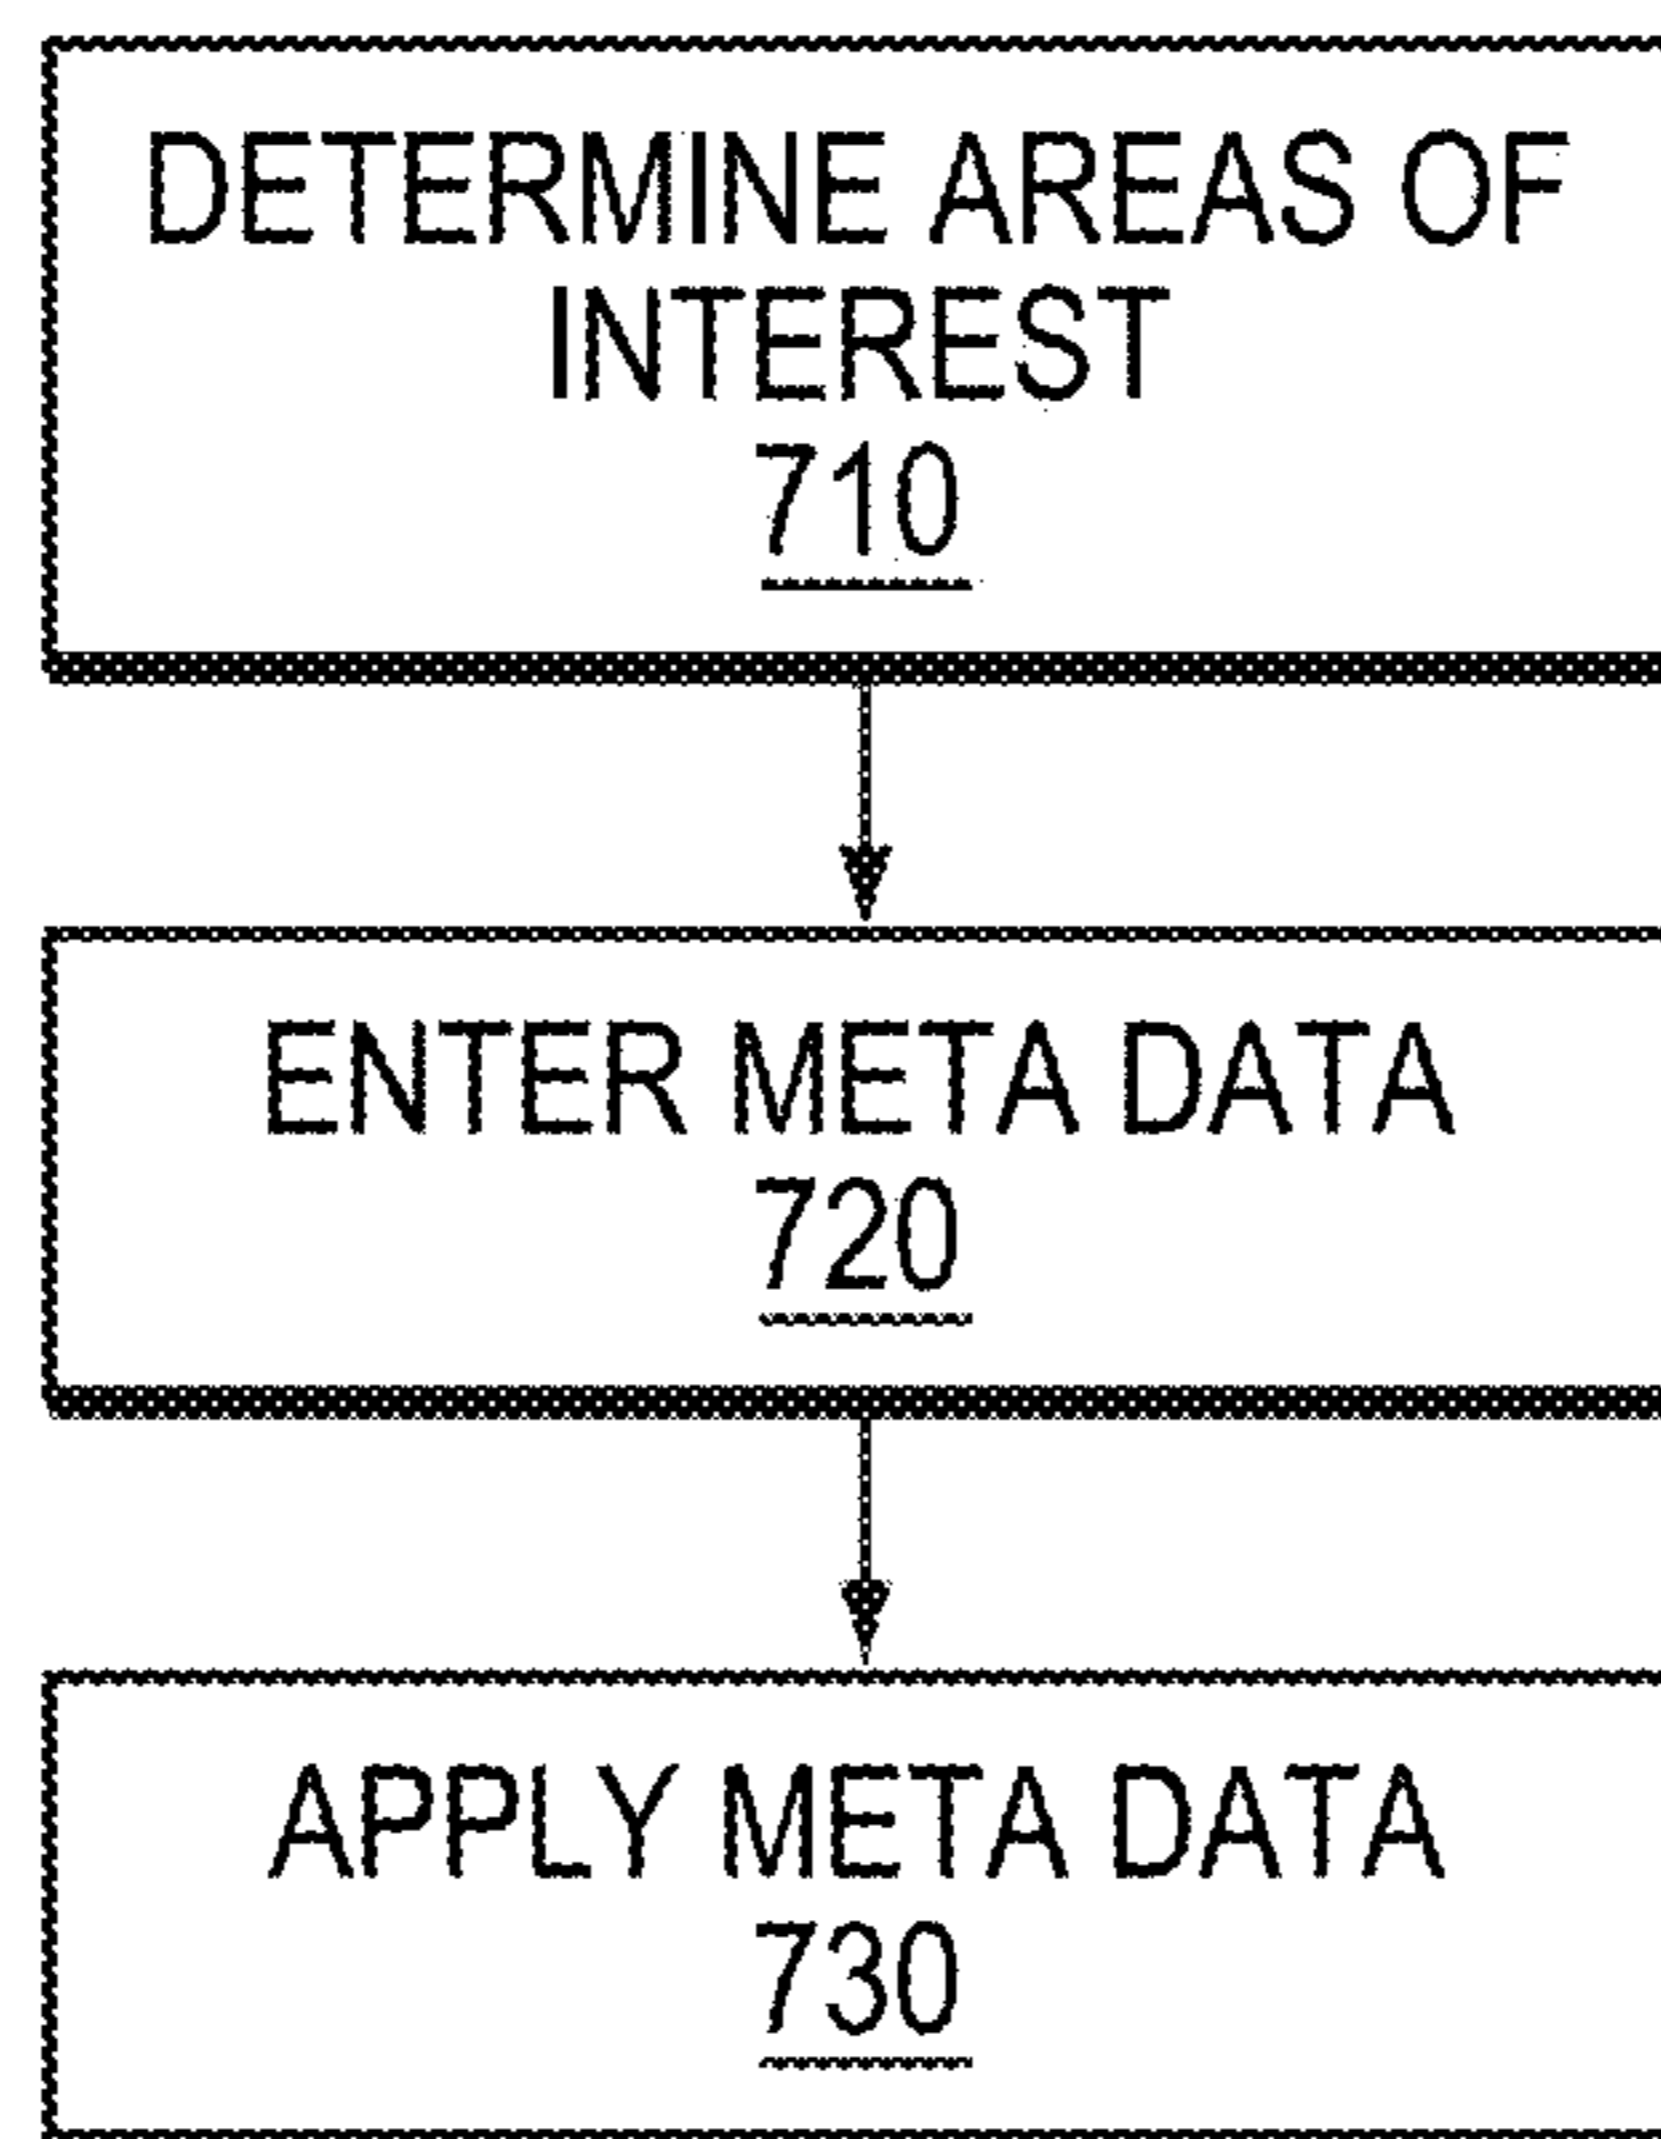 DETERMINE AREAS OF
INTEREST
710
ENTER META DATA
720
APPLY META DATA
730